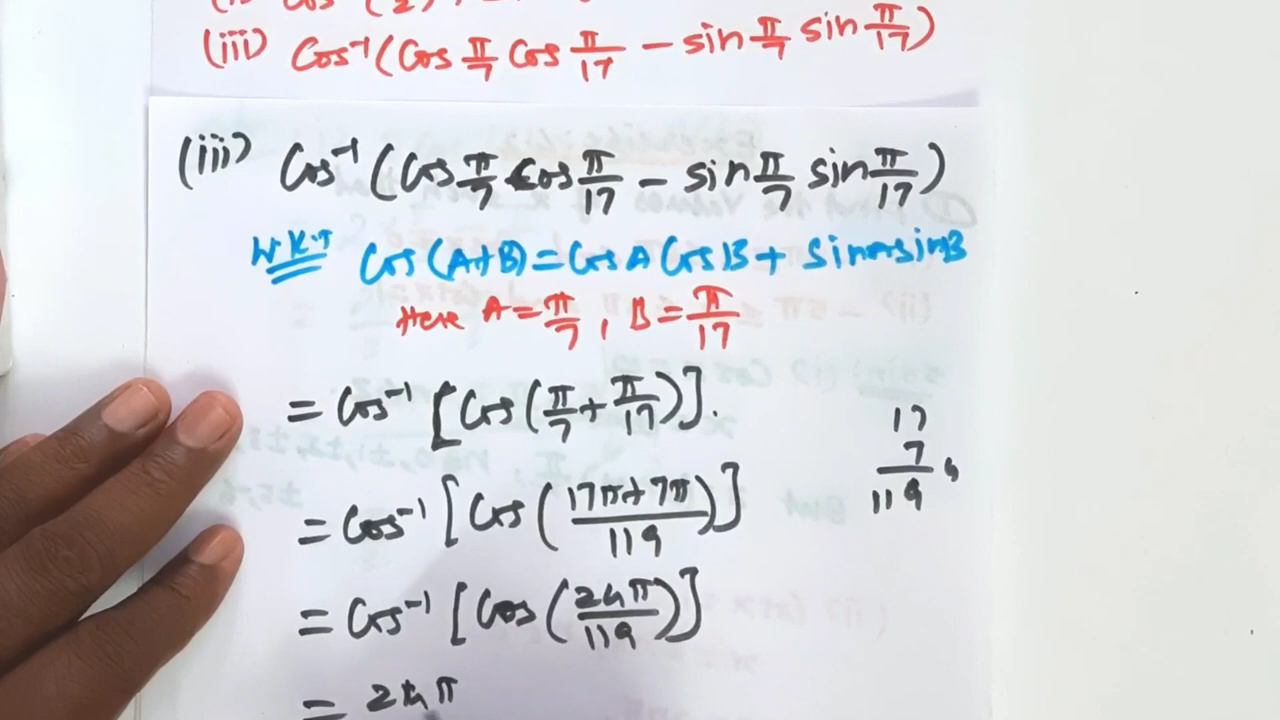 (iii) Cos⁻¹(Cos π/7 Cos π/17 − sin π/7 sin π/17)
(iii) Cos⁻¹(Cos π/7 Cos π/17 − sin π/7 sin π/17)
W.K.T Cos(A+B) = Cos A Cos B + sin A sin B
Here A = π/7, B = π/17
= Cos⁻¹[Cos(π/7 + π/17)].
17
7
119
= Cos⁻¹[Cos((17π+7π)/119)]
= Cos⁻¹[Cos(24π/119)]
= 24π